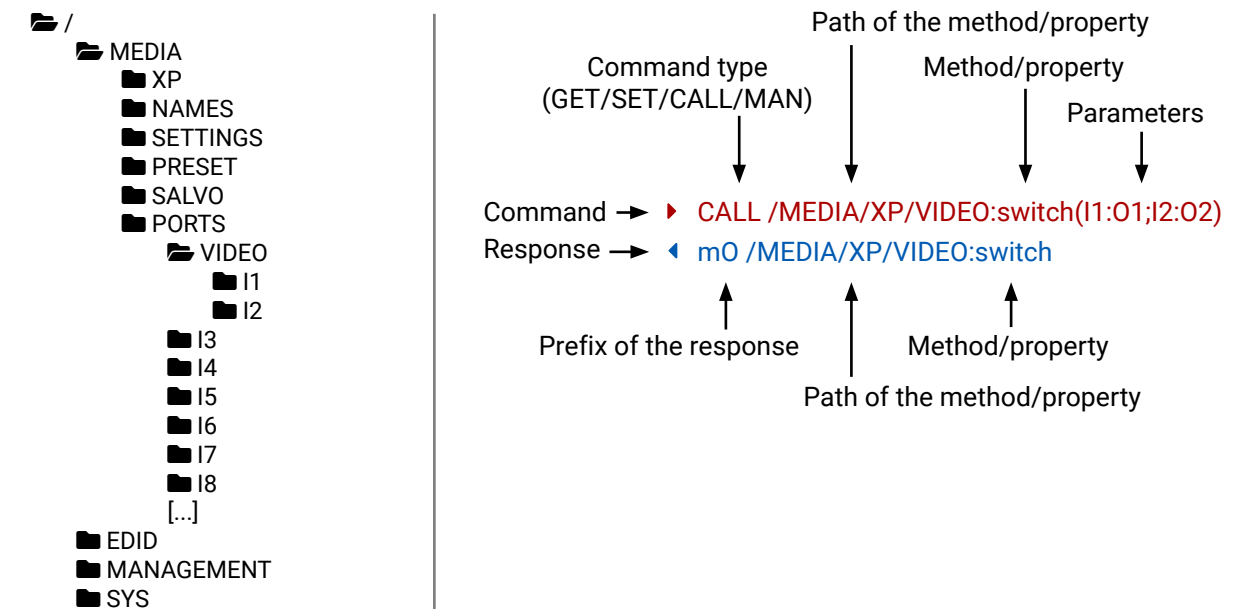 /
MEDIA
XP
NAMES
SETTINGS
PRESET
SALVO
PORTS
VIDEO
I1
I2
I3
I4
I5
I6
I7
I8
[...]
EDID
MANAGEMENT
SYS
Path of the method/property
Command type
(GET/SET/CALL/MAN)
Method/property
Parameters
Command
CALL /MEDIA/XP/VIDEO:switch(I1:O1;I2:O2)
Response
mO /MEDIA/XP/VIDEO:switch
Prefix of the response
Method/property
Path of the method/property